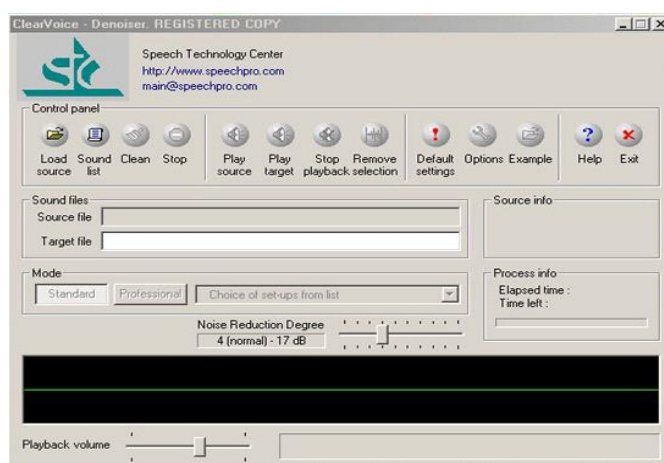 ClearVoice - Denoiser. REGISTERED COPY
stc
Speech Technology Center
http://www.speechpro.com
main@speechpro.com
Control panel
Load source
Sound list
Clean
Stop
Play source
Play target
Stop playback
Remove selection
Default settings
Options
Example
Help
Exit
Sound files
Source file
Target file
Source info
Mode
Standard
Professional
Choice of set-ups from list
Process info
Elapsed time :
Time left :
Noise Reduction Degree
4 (normal) - 17 dB
Playback volume